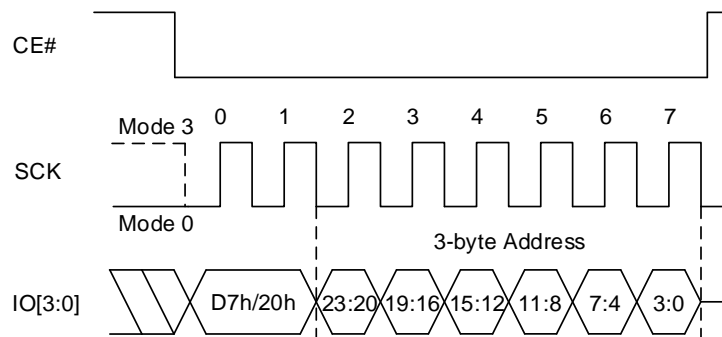 CE#
Mode 3
0 1 2 3 4 5 6 7
SCK
Mode 0
3-byte Address
IO[3:0]
D7h/20h 23:20 19:16 15:12 11:8 7:4 3:0